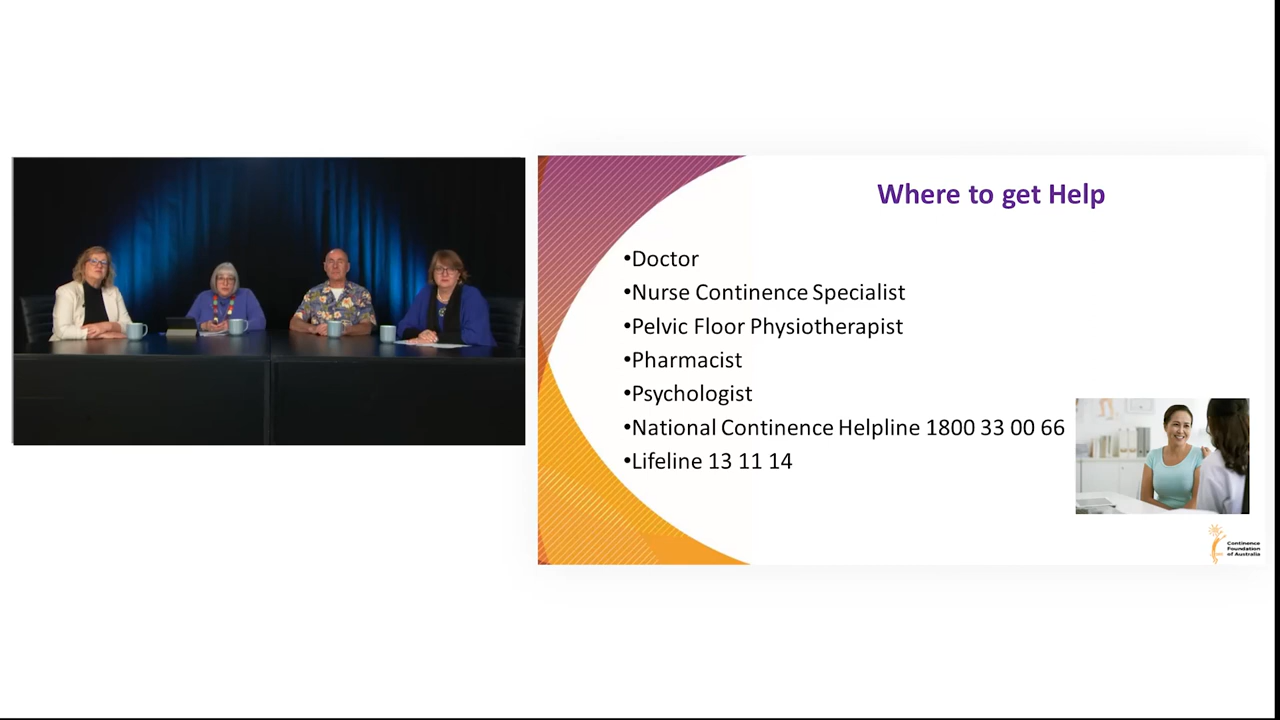 Where to get Help
•Doctor
•Nurse Continence Specialist
•Pelvic Floor Physiotherapist
•Pharmacist
•Psychologist
•National Continence Helpline 1800 33 00 66
•Lifeline 13 11 14
Continence
Foundation
of Australia